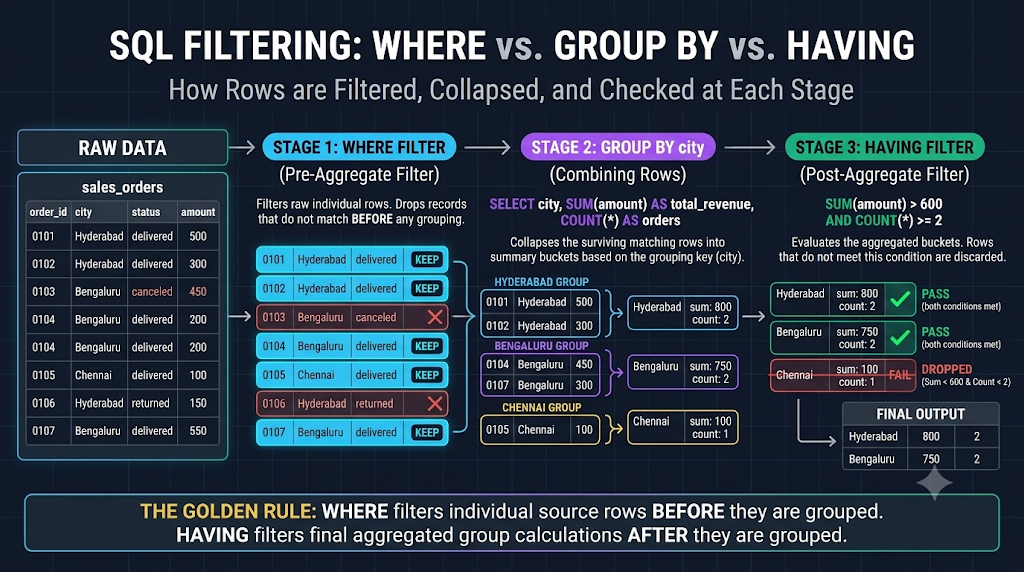 SQL FILTERING: WHERE vs. GROUP BY vs. HAVING
How Rows are Filtered, Collapsed, and Checked at Each Stage
RAW DATA
sales_orders
order_id city status amount
0101 Hyderabad delivered 500
0102 Hyderabad delivered 300
0103 Bengaluru canceled 450
0104 Bengaluru delivered 200
0104 Bengaluru delivered 200
0105 Chennai delivered 100
0106 Hyderabad returned 150
0107 Bengaluru delivered 550
STAGE 1: WHERE FILTER
(Pre-Aggregate Filter)
Filters raw individual rows. Drops records
that do not match BEFORE any grouping.
0101 Hyderabad delivered KEEP
0102 Hyderabad delivered KEEP
0103 Bengaluru canceled
0104 Bengaluru delivered KEEP
0105 Chennai delivered KEEP
0106 Hyderabad returned
0107 Bengaluru delivered KEEP
STAGE 2: GROUP BY city
(Combining Rows)
SELECT city, SUM(amount) AS total_revenue,
COUNT(*) AS orders
Collapses the surviving matching rows into
summary buckets based on the grouping key (city).
HYDERABAD GROUP
0101 Hyderabad 500
0102 Hyderabad 300
Hyderabad sum: 800
count: 2
BENGALURU GROUP
0104 Bengaluru 450
0107 Bengaluru 300
Bengaluru sum: 750
count: 2
CHENNAI GROUP
0105 Chennai 100
Chennai sum: 100
count: 1
STAGE 3: HAVING FILTER
(Post-Aggregate Filter)
SUM(amount) > 600
AND COUNT(*) >= 2
Evaluates the aggregated buckets. Rows
that do not meet this condition are discarded.
Hyderabad sum: 800 PASS
count: 2 (both conditions met)
Bengaluru sum: 750 PASS
count: 2 (both conditions met)
Chennai sum: 100 FAIL DROPPED
count: 1 (Sum < 600 & Count < 2)
FINAL OUTPUT
Hyderabad 800 2
Bengaluru 750 2
THE GOLDEN RULE: WHERE filters individual source rows BEFORE they are grouped.
HAVING filters final aggregated group calculations AFTER they are grouped.